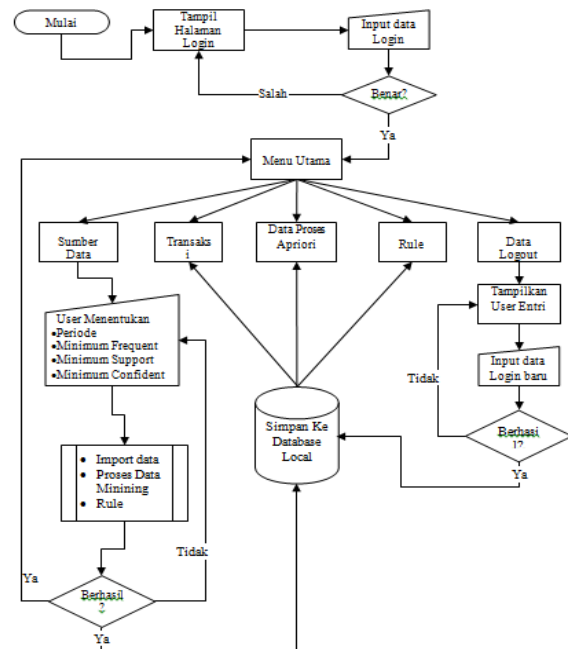 Mulai
Tampil
Halaman
Login
Input data
Login
Salah
Benar?
Ya
Menu Utama
Sumber
Data
Transaks
i
Data Proses
Apriori
Rule
Data
Logout
User Menentukan
•Periode
•Minimum Frequent
•Minimum Support
•Minimum Confident
Tampilkan
User Entri
Input data
Login baru
Tidak
Berhasi
l?
Ya
Simpan Ke
Database
Local
• Import data
• Proses Data
Minining
• Rule
Tidak
Ya
Berhasil
?
Ya